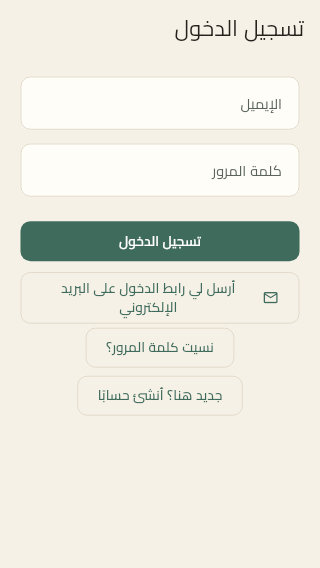 تسجيل الدخول
الإيميل
كلمة المرور
تسجيل الدخول
أرسل لي رابط الدخول على البريد
الإلكتروني
نسيت كلمة المرور؟
جديد هنا؟ أنشئ حسابًا